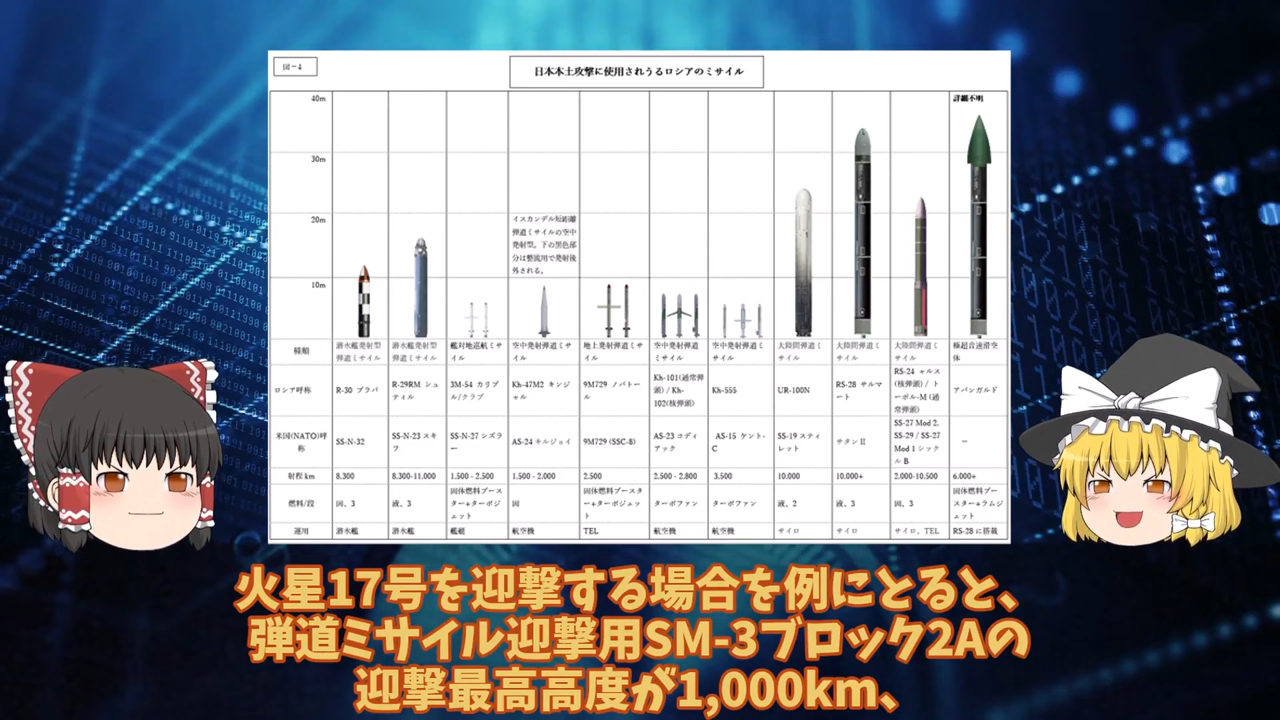 図－4
日本本土攻撃に使用されうるロシアのミサイル
40m
詳細不明
30m
20m
イスカンデル短距離
弾道ミサイルの空中
発射型。下の黒色部
分は整流用で発射後
外される。
10m
種類
潜水艦発射型
弾道ミサイル
潜水艦発射型
弾道ミサイル
艦対地巡航ミサ
イル
空中発射弾道ミサ
イル
地上発射弾道ミサ
イル
空中発射弾道
ミサイル
空中発射弾道ミ
サイル
大陸間弾道ミ
サイル
大陸間弾道ミ
サイル
大陸間弾道ミ
サイル
極超音速滑空
体
ロシア呼称
R-30 ブラバ
R-29RM シュ
ティル
3M-54 カリブ
ル/クラブ
Kh-47M2 キンジ
ャル
9M729 ノバトー
ル
Kh-101(通常弾
頭) / Kh-
102(核弾頭)
Kh-555
UR-100N
RS-28 サルマ
ート
RS-24 ヤルス
(核弾頭) / ト
ーポル-M (通
常弾頭)
アバンガルド
米国(NATO)呼
称
SS-N-32
SS-N-23 スキ
フ
SS-N-27 シズラ
ー
AS-24 キルジョイ
9M729 (SSC-8)
AS-23 コディ
アック
AS-15 ケント-
C
SS-19 スティ
レット
サタンⅡ
SS-27 Mod 2,
SS-29 / SS-27
Mod 1 シック
ル B
－
射程 km
8.300
8.300-11.000
1,500 - 2.500
1,500 - 2.000
2.500
2.500 - 2.800
3.500
10.000
10.000+
2.000-10.500
6.000+
燃料/段
固、3
液、3
固体燃料ブース
ター+ターボジ
ェット
固
固体燃料ブースタ
ー+ターボジェッ
ト
ターボファン
ターボファン
液、2
液、3
固、3
固体燃料ブー
スター+ラムジ
ェット
運用
潜水艦
潜水艦
艦艇
航空機
TEL
航空機
航空機
サイロ
サイロ
サイロ、TEL
RS-28 に搭載
火星17号を迎撃する場合を例にとると、
弾道ミサイル迎撃用SM-3ブロック2Aの
迎撃最高高度が1,000km、